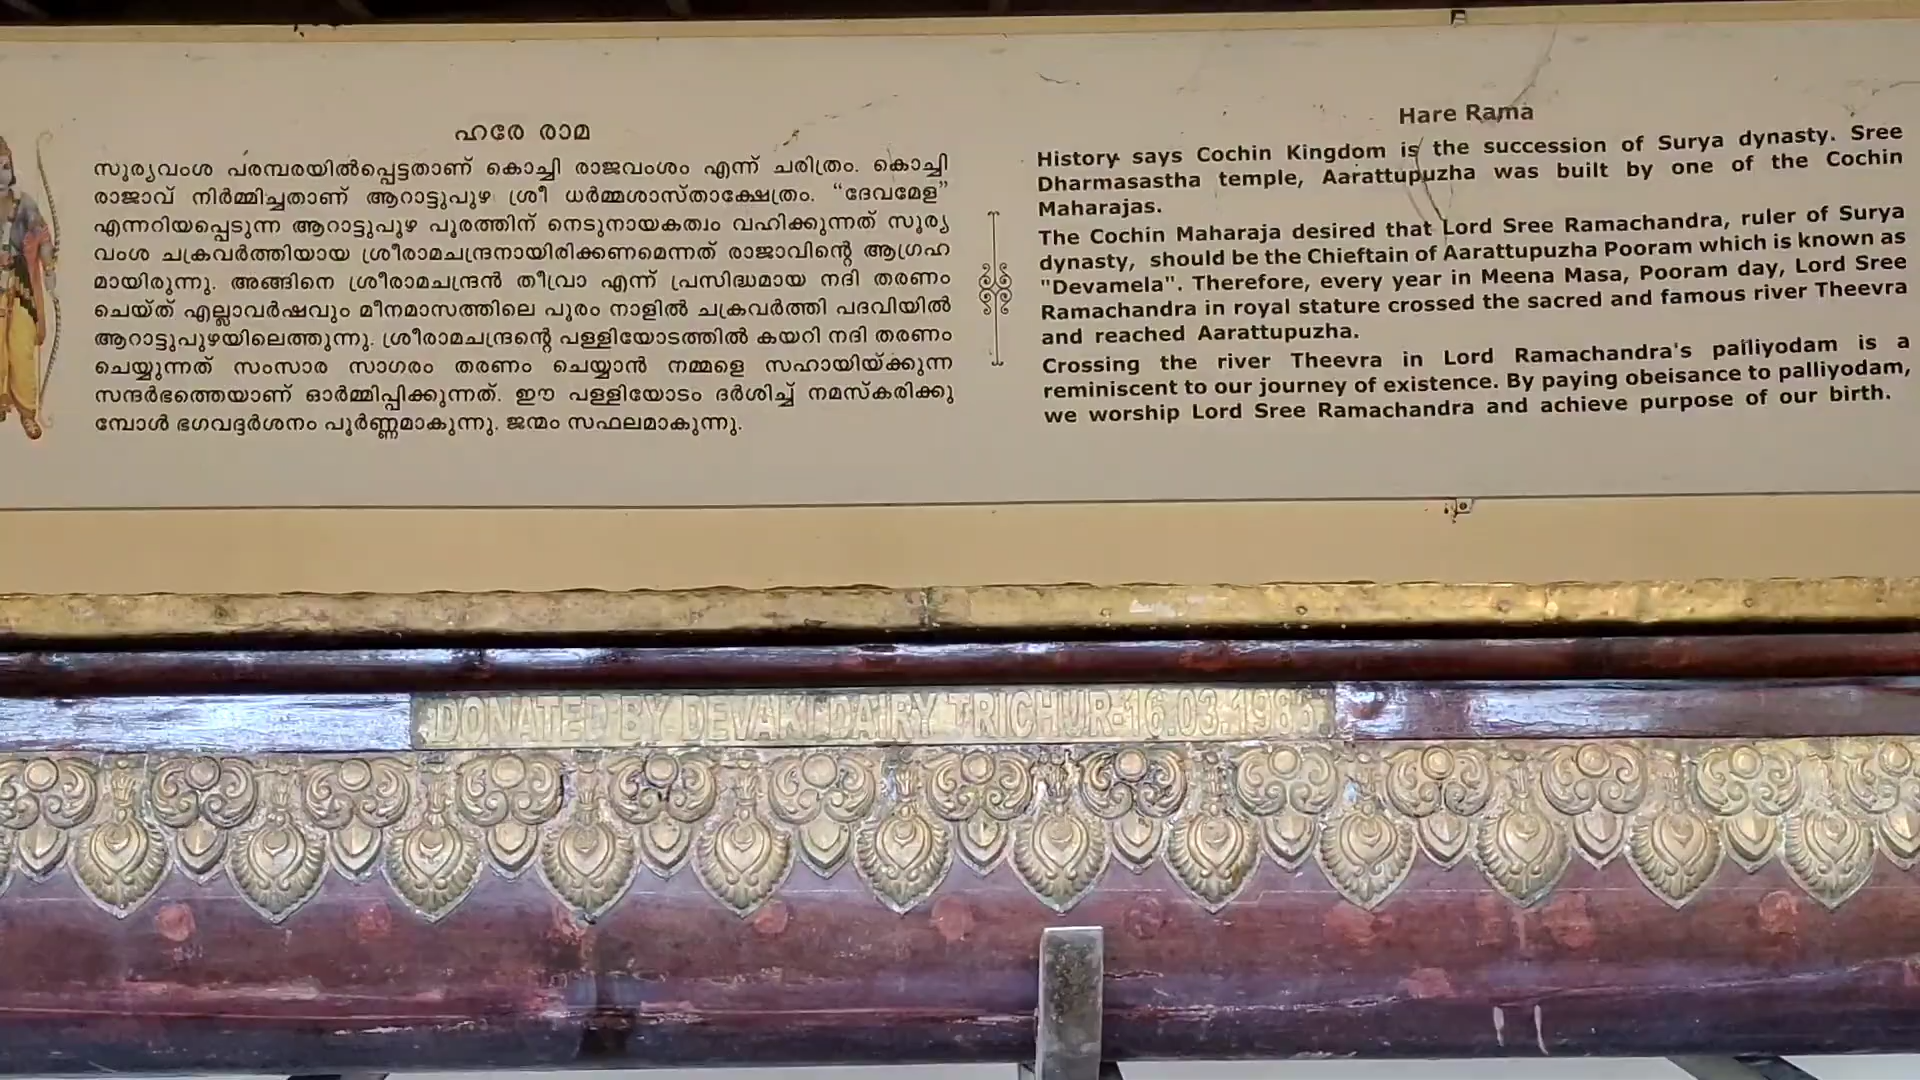 ഹരേ രാമ
സൂര്യവംശ പരമ്പരയിൽപ്പെട്ടതാണ് കൊച്ചി രാജവംശം എന്ന് ചരിത്രം. കൊച്ചി
രാജാവ് നിർമ്മിച്ചതാണ് ആറാട്ടുപുഴ ശ്രീ ധർമ്മശാസ്താക്ഷേത്രം. “ദേവമേള”
എന്നറിയപ്പെടുന്ന ആറാട്ടുപുഴ പൂരത്തിന് നെടുനായകത്വം വഹിക്കുന്നത് സൂര്യ
വംശ ചക്രവർത്തിയായ ശ്രീരാമചന്ദ്രനായിരിക്കണമെന്നത് രാജാവിന്റെ ആഗ്രഹ
മായിരുന്നു. അങ്ങിനെ ശ്രീരാമചന്ദ്രൻ തീവ്രാ എന്ന് പ്രസിദ്ധമായ നദി തരണം
ചെയ്ത് എല്ലാവർഷവും മീനമാസത്തിലെ പൂരം നാളിൽ ചക്രവർത്തി പദവിയിൽ
ആറാട്ടുപുഴയിലെത്തുന്നു. ശ്രീരാമചന്ദ്രന്റെ പള്ളിയോടത്തിൽ കയറി നദി തരണം
ചെയ്യുന്നത് സംസാര സാഗരം തരണം ചെയ്യാൻ നമ്മളെ സഹായിയ്ക്കുന്ന
സന്ദർഭത്തെയാണ് ഓർമ്മിപ്പിക്കുന്നത്. ഈ പള്ളിയോടം ദർശിച്ച് നമസ്കരിക്കു
മ്പോൾ ഭഗവദ്ദർശനം പൂർണ്ണമാകുന്നു. ജന്മം സഫലമാകുന്നു.
Hare Rama
History says Cochin Kingdom is the succession of Surya dynasty. Sree
Dharmasastha temple, Aarattupuzha was built by one of the Cochin
Maharajas.
The Cochin Maharaja desired that Lord Sree Ramachandra, ruler of Surya
dynasty, should be the Chieftain of Aarattupuzha Pooram which is known as
"Devamela". Therefore, every year in Meena Masa, Pooram day, Lord Sree
Ramachandra in royal stature crossed the sacred and famous river Theevra
and reached Aarattupuzha.
Crossing the river Theevra in Lord Ramachandra's palliyodam is a
reminiscent to our journey of existence. By paying obeisance to palliyodam,
we worship Lord Sree Ramachandra and achieve purpose of our birth.
DONATED BY DEVAKI DAIRY TRICHUR-16.03.1986